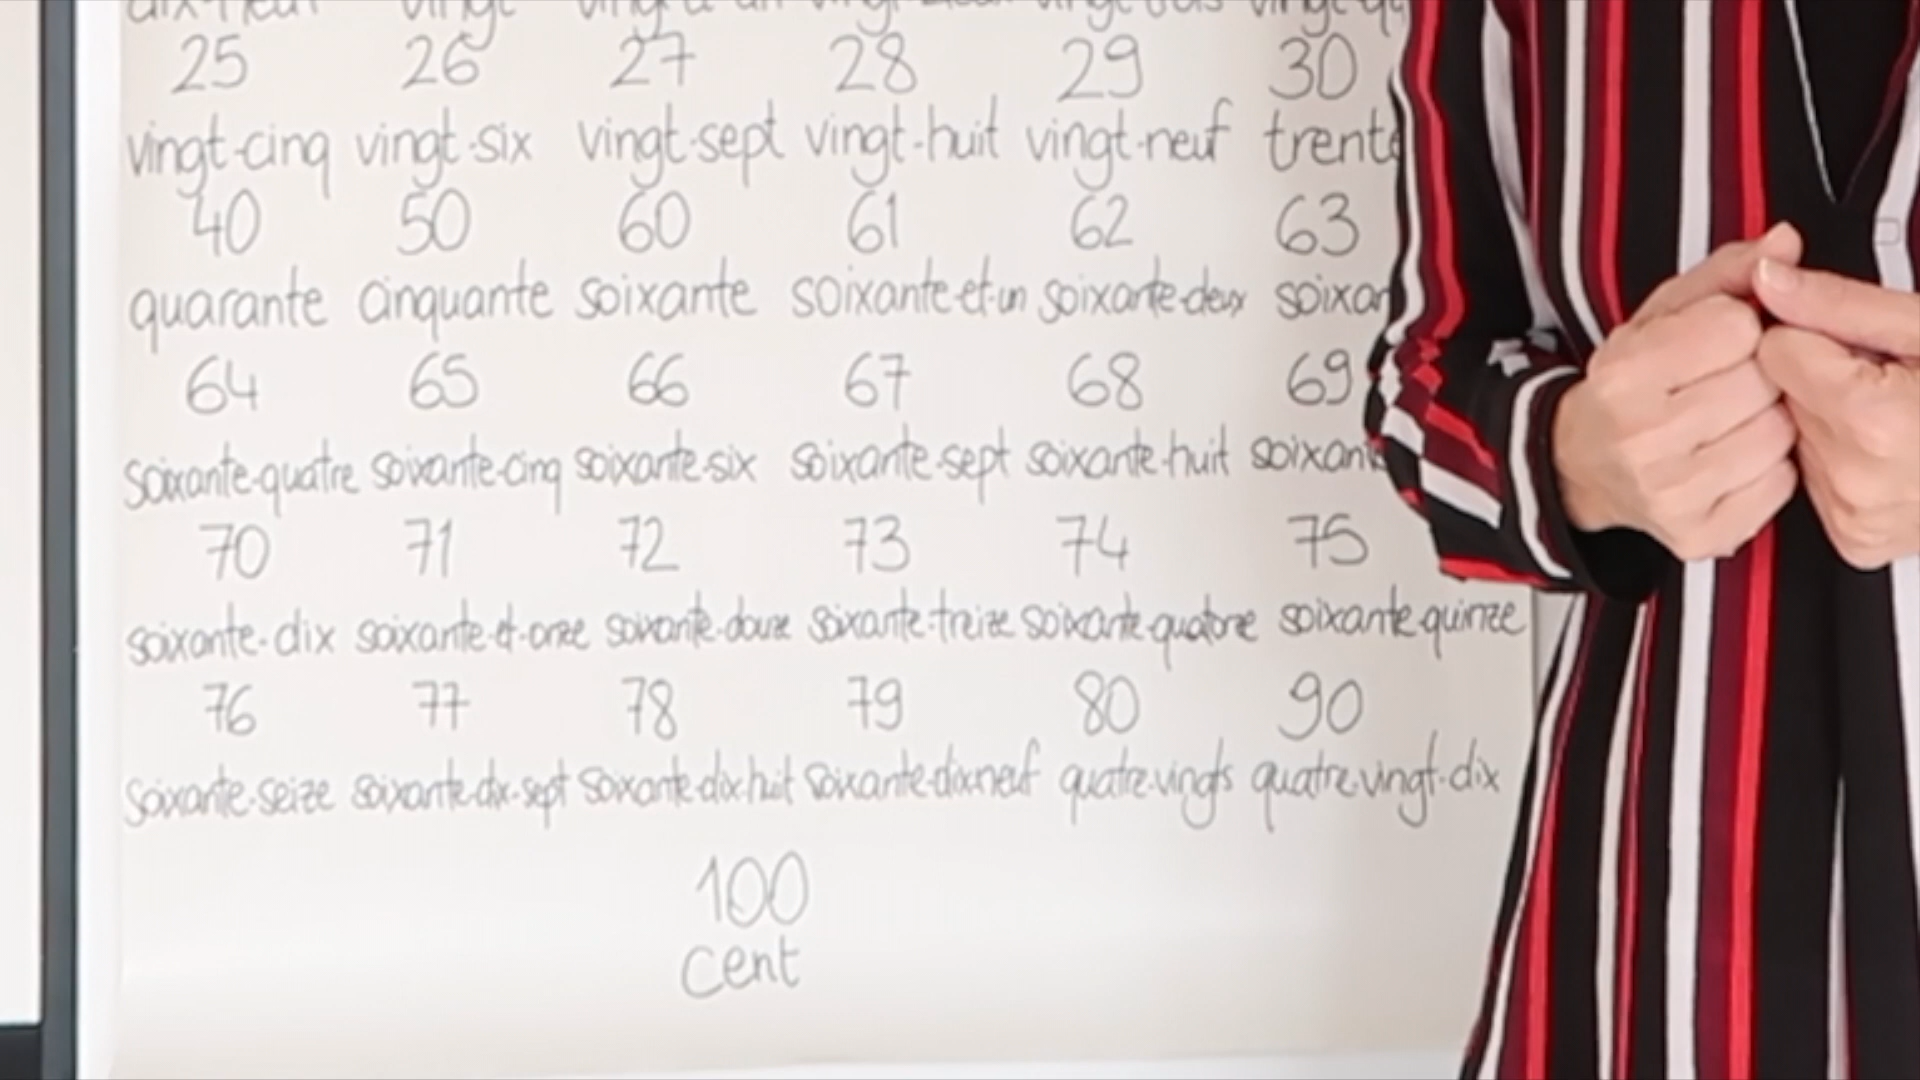 25 26 27 28 29 30
vingt-cinq vingt-six vingt-sept vingt-huit vingt-neuf trente
40 50 60 61 62 63
quarante cinquante soixante soixante-et-un soixante-deux soixan
64 65 66 67 68 69
soixante-quatre soixante-cinq soixante-six soixante-sept soixante-huit soixan
70 71 72 73 74 75
soixante-dix soixante-et-onze soixante-douze soixante-treize soixante-quatorze soixante-quinze
76 77 78 79 80 90
soixante-seize soixante-dix-sept soixante-dix-huit soixante-dix-neuf quatre-vingts quatre-vingt-dix
100
cent